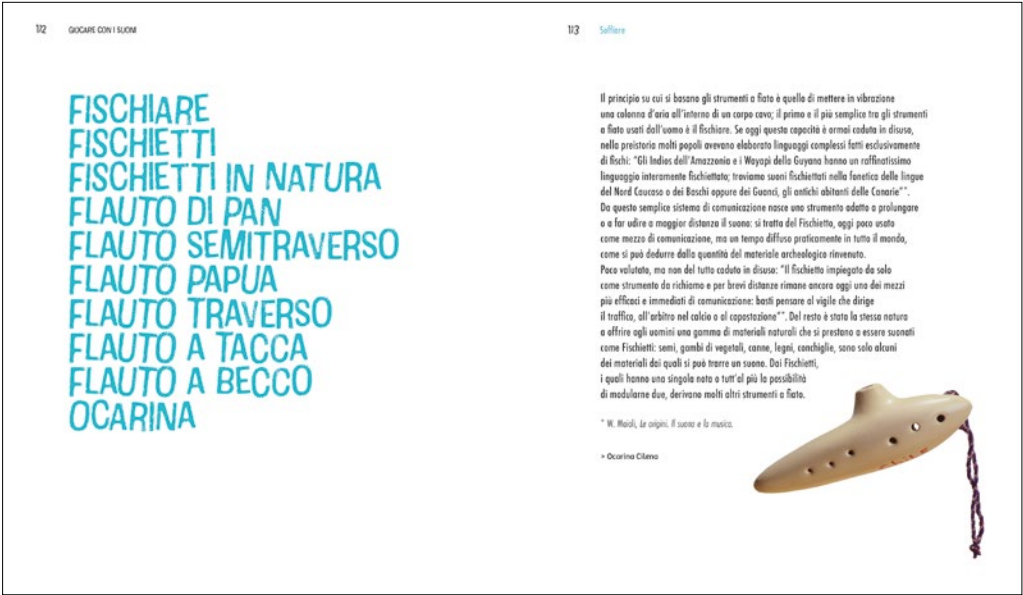 112 GIOCARE CON I SUONI
FISCHIARE
FISCHIETTI
FISCHIETTI IN NATURA
FLAUTO DI PAN
FLAUTO SEMITRAVERSO
FLAUTO PAPUA
FLAUTO TRAVERSO
FLAUTO A TACCA
FLAUTO A BECCO
OCARINA
113 Soffiare
Il principio su cui si basano gli strumenti a fiato è quello di mettere in vibrazione
una colonna d'aria all'interno di un corpo cavo; il primo e il più semplice tra gli strumenti
a fiato usati dall'uomo è il fischiare. Se oggi questa capacità è ormai caduta in disuso,
nella preistoria molti popoli avevano elaborato linguaggi complessi fatti esclusivamente
di fischi: "Gli Indios dell'Amazzonia e i Wayapi della Guyana hanno un raffinatissimo
linguaggio interamente fischiettato; troviamo suoni fischiettati nella fonetica delle lingue
del Nord Caucaso o dei Baschi oppure dei Guanci, gli antichi abitanti delle Canarie"*.
Da questo semplice sistema di comunicazione nasce uno strumento adatto a prolungare
o a far udire a maggior distanza il suono: si tratta del Fischietto, oggi poco usato
come mezzo di comunicazione, ma un tempo diffuso praticamente in tutto il mondo,
come si può dedurre dalla quantità del materiale archeologico rinvenuto.
Poco valutato, ma non del tutto caduto in disuso: "Il fischietto impiegato da solo
come strumento da richiamo e per brevi distanze rimane ancora oggi uno dei mezzi
più efficaci e immediati di comunicazione: basti pensare al vigile che dirige
il traffico, all'arbitro nel calcio o al capostazione"*. Del resto è stata la stessa natura
a offrire agli uomini una gamma di materiali naturali che si prestano a essere suonati
come Fischietti: semi, gambi di vegetali, canne, legni, conchiglie, sono solo alcuni
dei materiali dai quali si può trarre un suono. Dai Fischietti,
i quali hanno una singola nota o tutt'al più la possibilità
di modularne due, derivano molti altri strumenti a fiato.
* W. Maioli, Le origini. Il suono e la musica.
> Ocarina Cilena